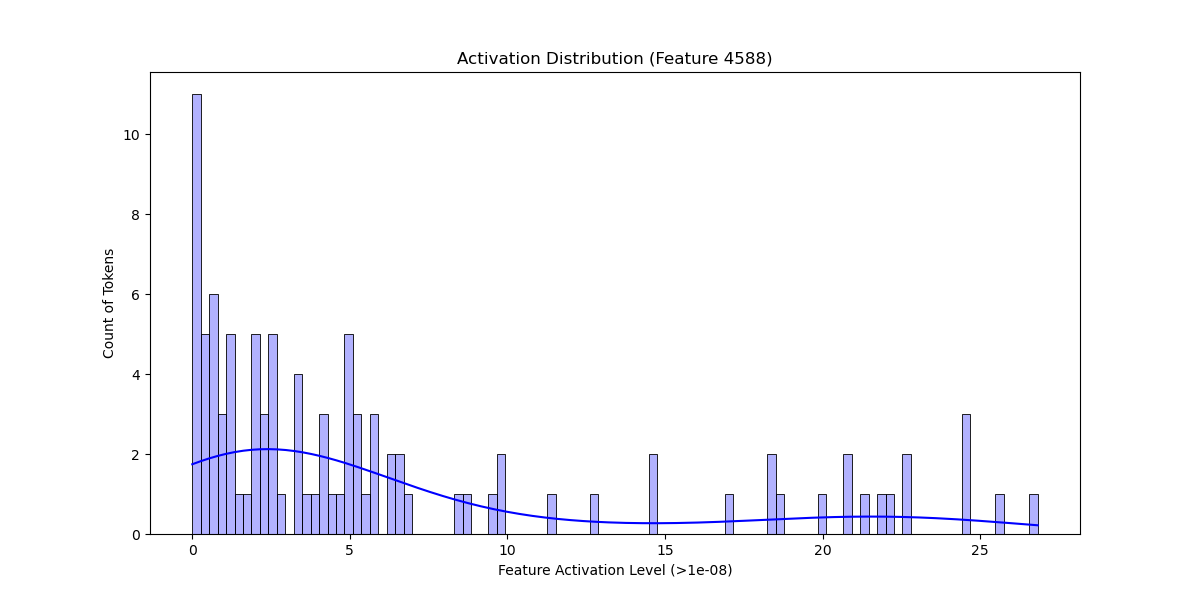 Activation Distribution (Feature 4588)
Count of Tokens
10
8
6
4
2
0
0 5 10 15 20 25
Feature Activation Level (>1e-08)